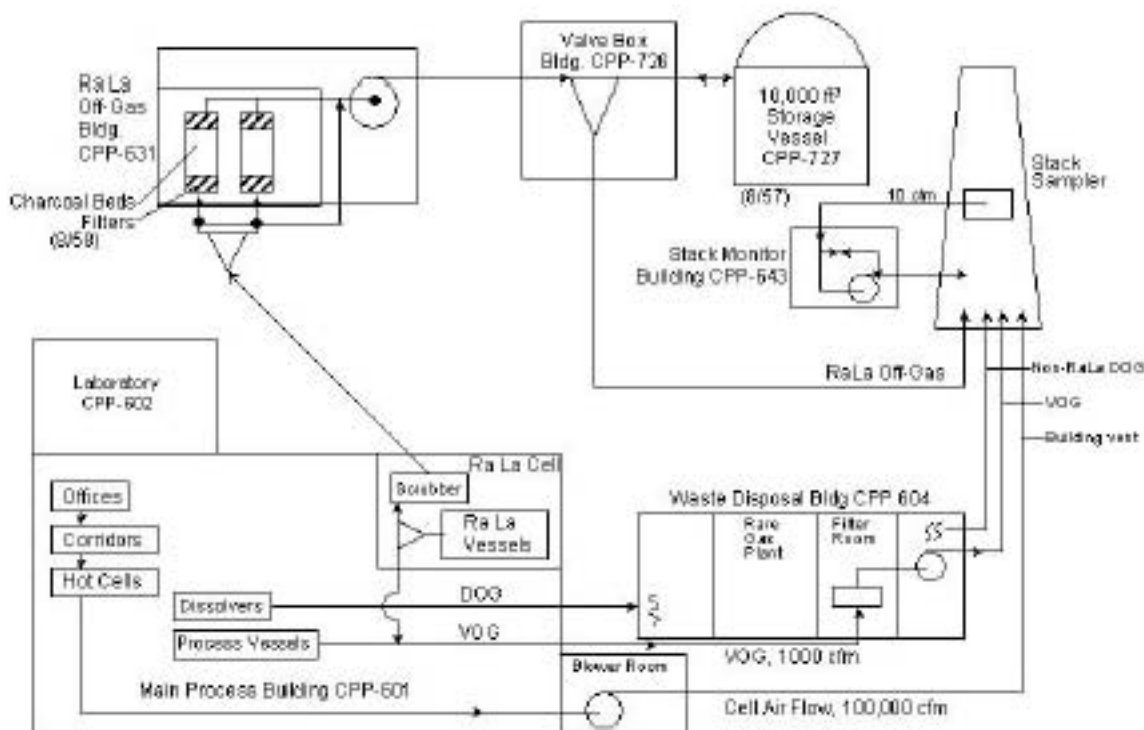 Ra La
Off-Gas
Bldg.
CPP-631
Charcoal Beds
Filters
(9/58)
Valve Box
Bldg. CPP-726
10,000 ft³
Storage
Vessel
CPP-727
(8/57)
Stack
Sampler
10 cfm
Stack Monitor
Building CPP-643
RaLa Off-Gas
Non-RaLa DOG
VOG
Building vent
Laboratory
CPP-602
Ra La Cell
Scrubber
Ra La
Vessels
Offices
Corridors
Hot Cells
Dissolvers
DOG
Process Vessels
VOG
Waste Disposal Bldg CPP 604
Rare
Gas
Plant
Filter
Room
VOG, 1000 cfm
Blower Room
Main Process Building CPP-601
Cell Air Flow, 100,000 cfm